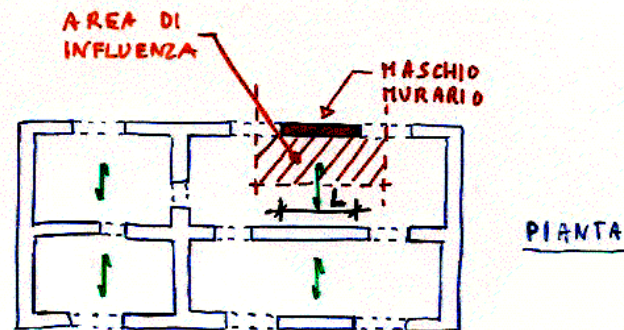 AREA DI
INFLUENZA
MASCHIO
MURARIO
L
PIANTA